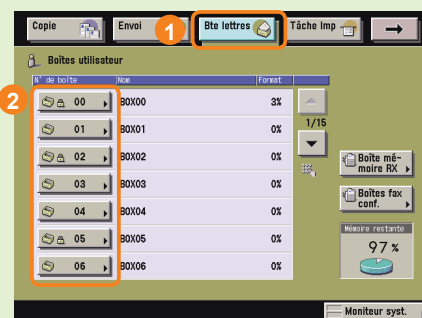 Copie Envoi 1 Bte lettres Tâche Imp
Boîtes utilisateur
N° de boîte Nom Format
2
00 BOX00 3%
01 BOX01 0%
1/15
02 BOX02 0%
03 BOX03 0%
04 BOX04 0%
05 BOX05 0%
06 BOX06 0%
Boîte mé-
moire RX
Boîtes fax
conf.
Mémoire restante
97 %
Moniteur syst.